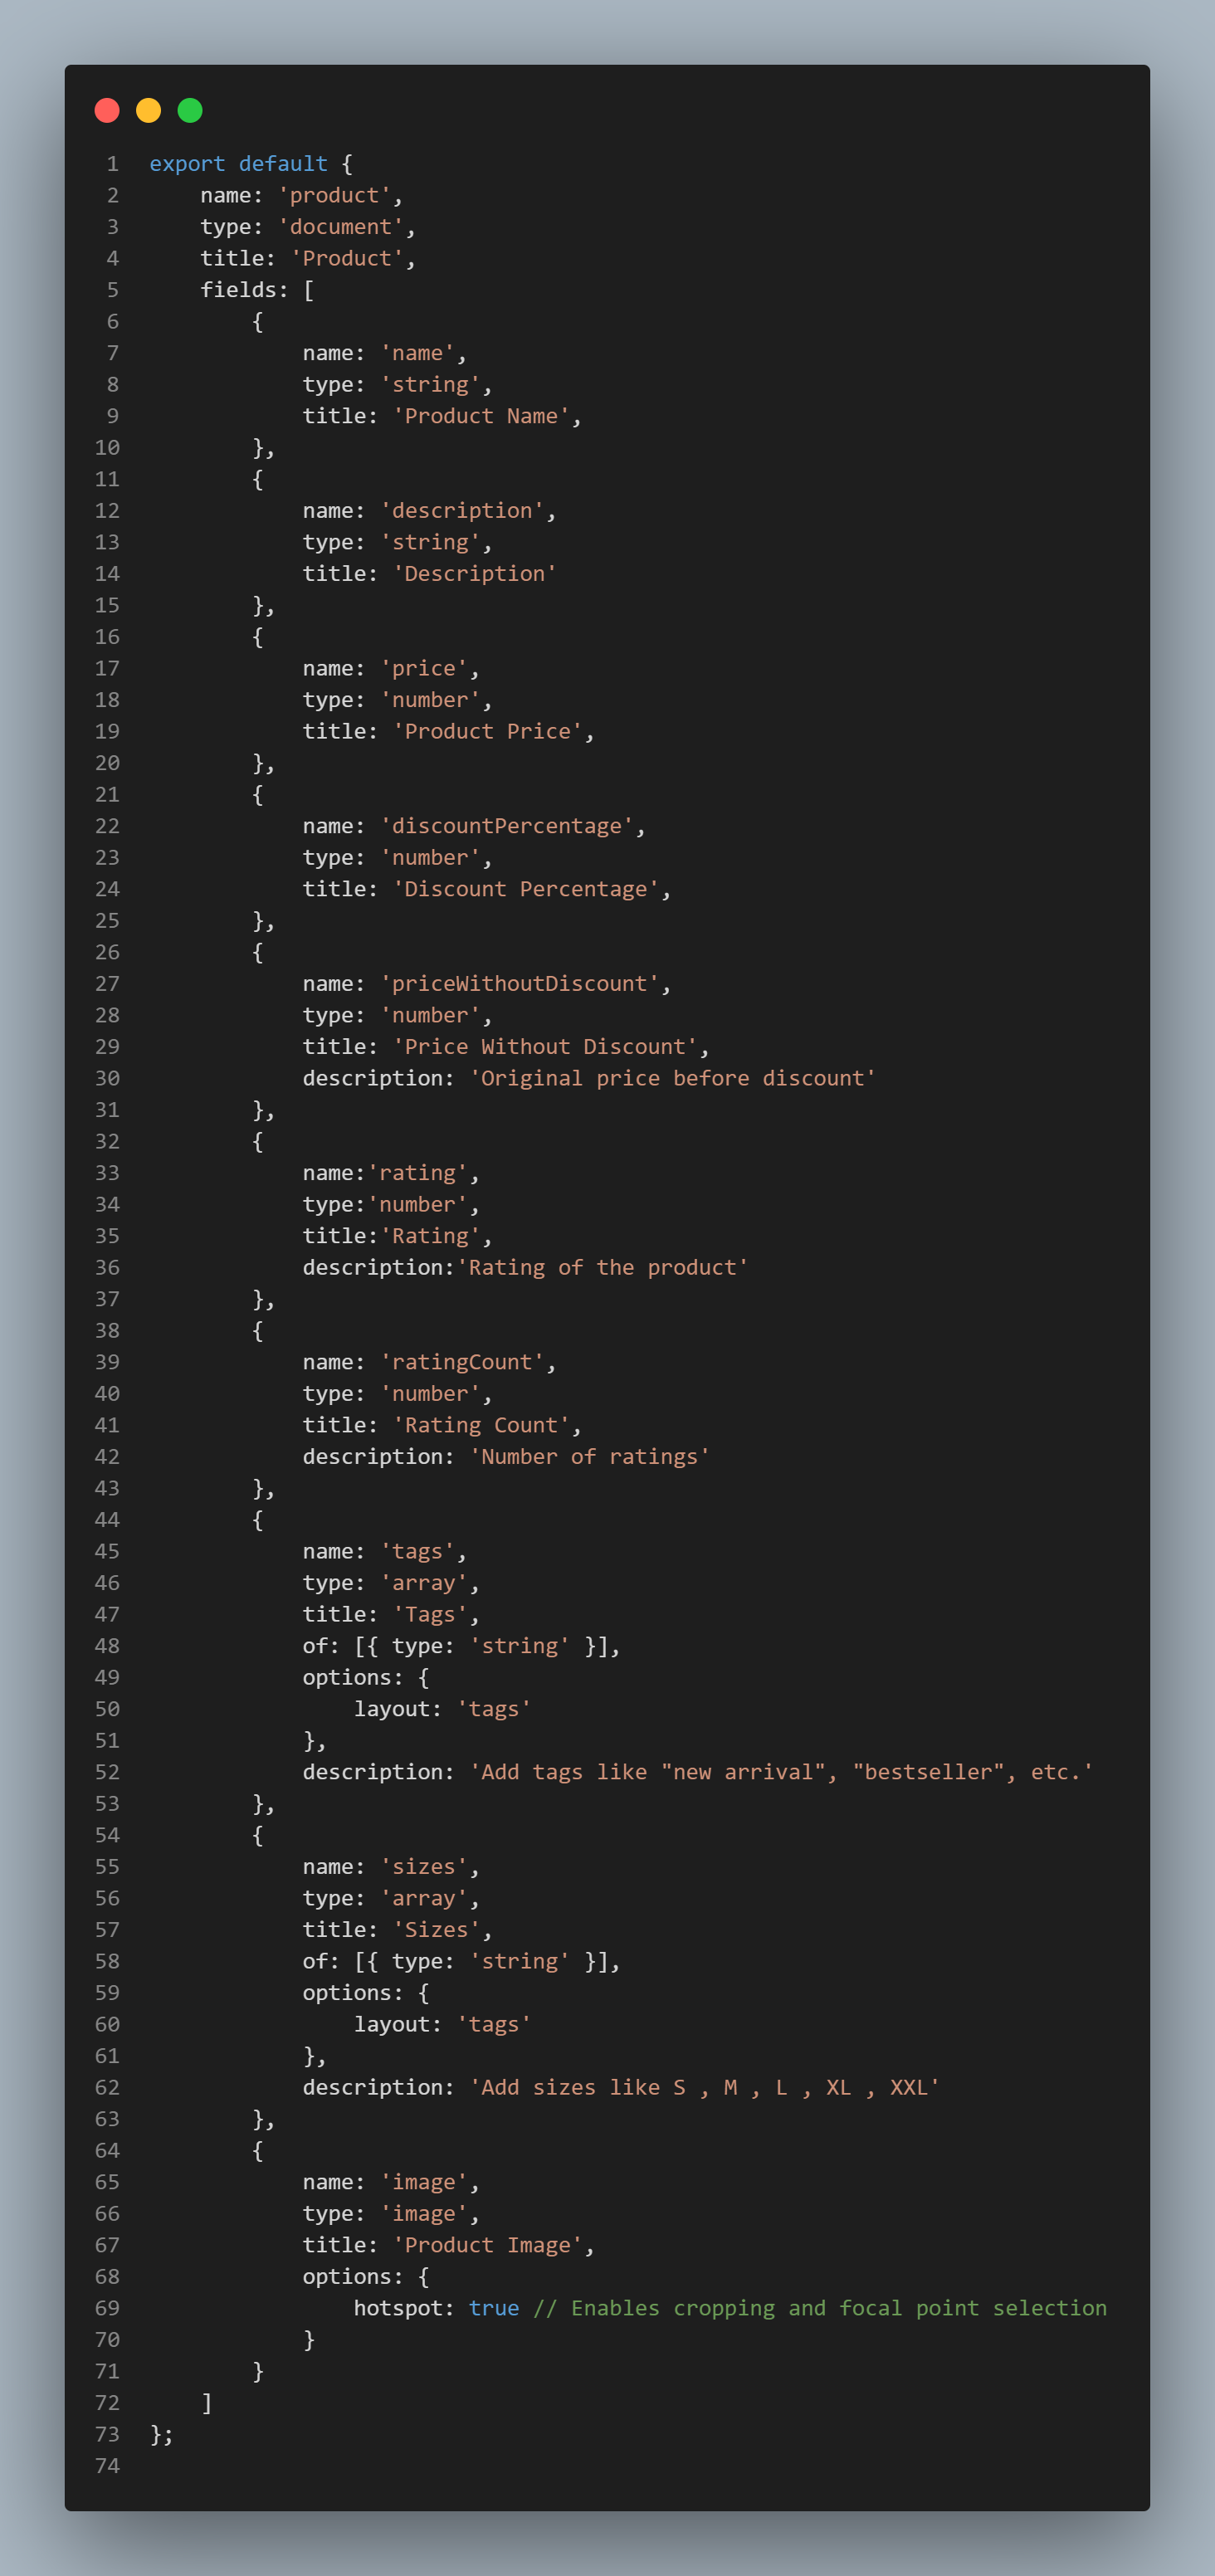 1 export default {
2     name: 'product',
3     type: 'document',
4     title: 'Product',
5     fields: [
6         {
7             name: 'name',
8             type: 'string',
9             title: 'Product Name',
10         },
11         {
12             name: 'description',
13             type: 'string',
14             title: 'Description'
15         },
16         {
17             name: 'price',
18             type: 'number',
19             title: 'Product Price',
20         },
21         {
22             name: 'discountPercentage',
23             type: 'number',
24             title: 'Discount Percentage',
25         },
26         {
27             name: 'priceWithoutDiscount',
28             type: 'number',
29             title: 'Price Without Discount',
30             description: 'Original price before discount'
31         },
32         {
33             name:'rating',
34             type:'number',
35             title:'Rating',
36             description:'Rating of the product'
37         },
38         {
39             name: 'ratingCount',
40             type: 'number',
41             title: 'Rating Count',
42             description: 'Number of ratings'
43         },
44         {
45             name: 'tags',
46             type: 'array',
47             title: 'Tags',
48             of: [{ type: 'string' }],
49             options: {
50                 layout: 'tags'
51             },
52             description: 'Add tags like "new arrival", "bestseller", etc.'
53         },
54         {
55             name: 'sizes',
56             type: 'array',
57             title: 'Sizes',
58             of: [{ type: 'string' }],
59             options: {
60                 layout: 'tags'
61             },
62             description: 'Add sizes like S , M , L , XL , XXL'
63         },
64         {
65             name: 'image',
66             type: 'image',
67             title: 'Product Image',
68             options: {
69                 hotspot: true // Enables cropping and focal point selection
70             }
71         }
72     ]
73 };
74